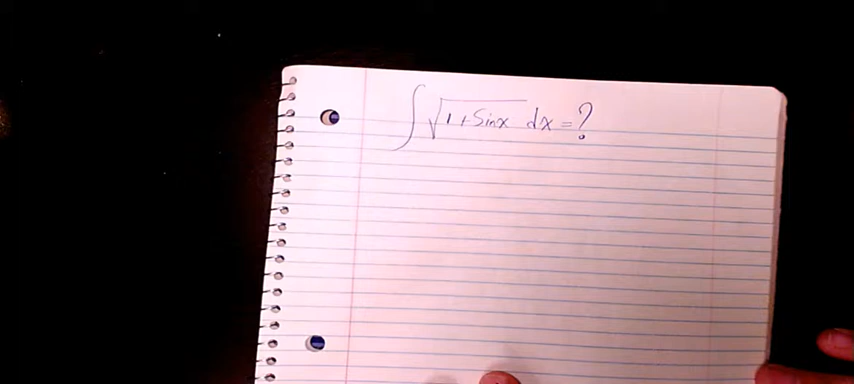 ∫ √(1 + Sinx) dx = ?